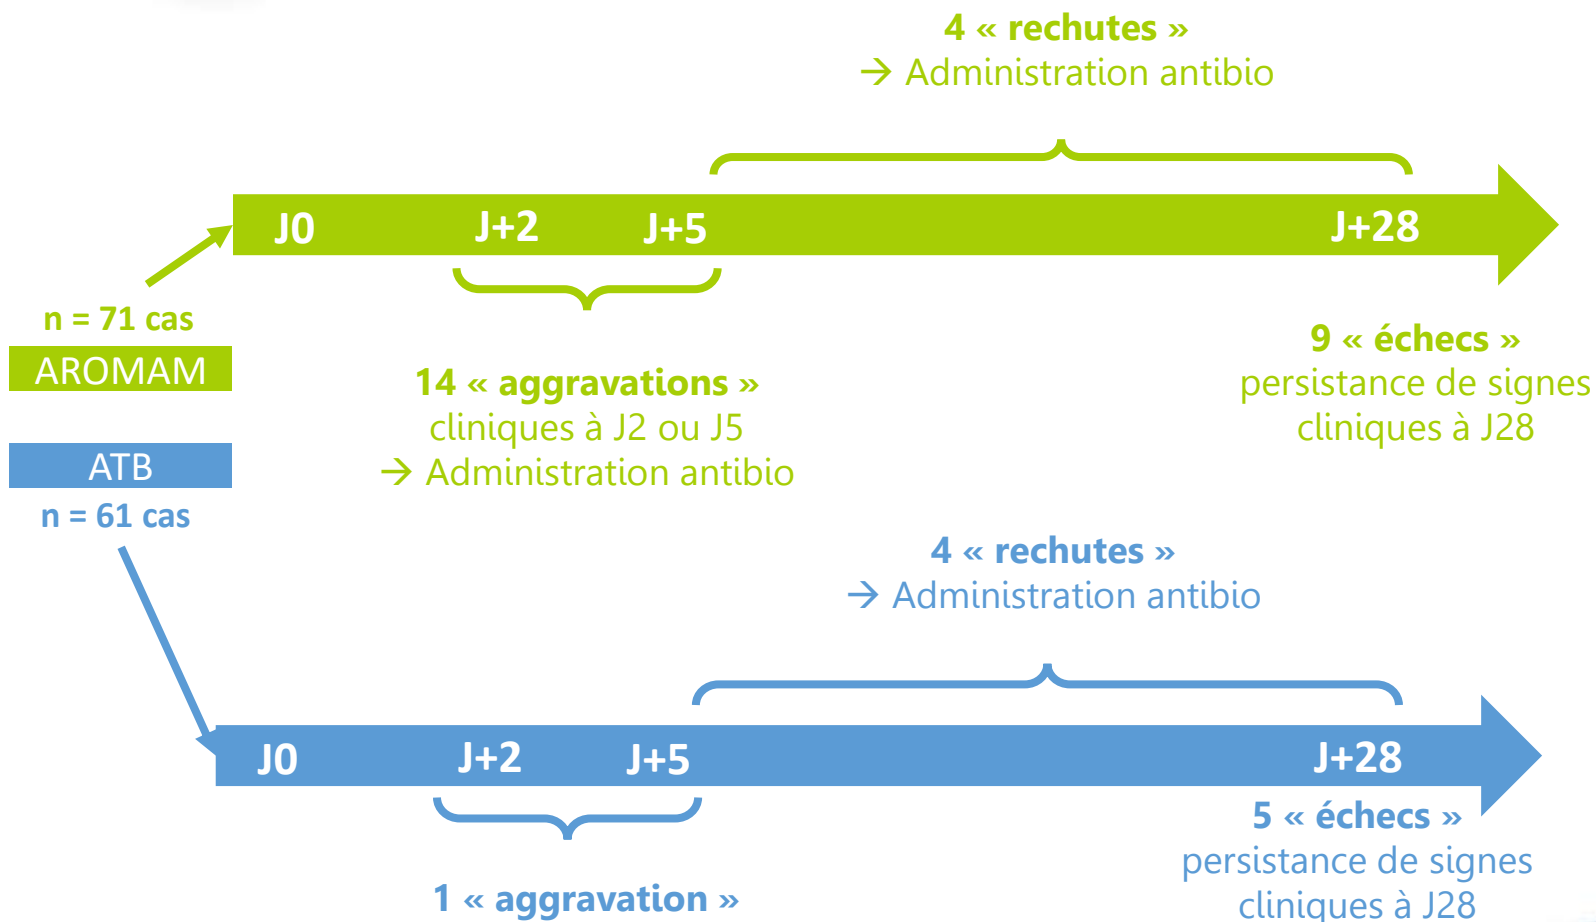 4 « rechutes »
→ Administration antibio
J0 J+2 J+5 J+28
n = 71 cas
AROMAM
14 « aggravations »
cliniques à J2 ou J5
→ Administration antibio
9 « échecs »
persistance de signes
cliniques à J28
ATB
n = 61 cas
4 « rechutes »
→ Administration antibio
J0 J+2 J+5 J+28
1 « aggravation »
5 « échecs »
persistance de signes
cliniques à J28